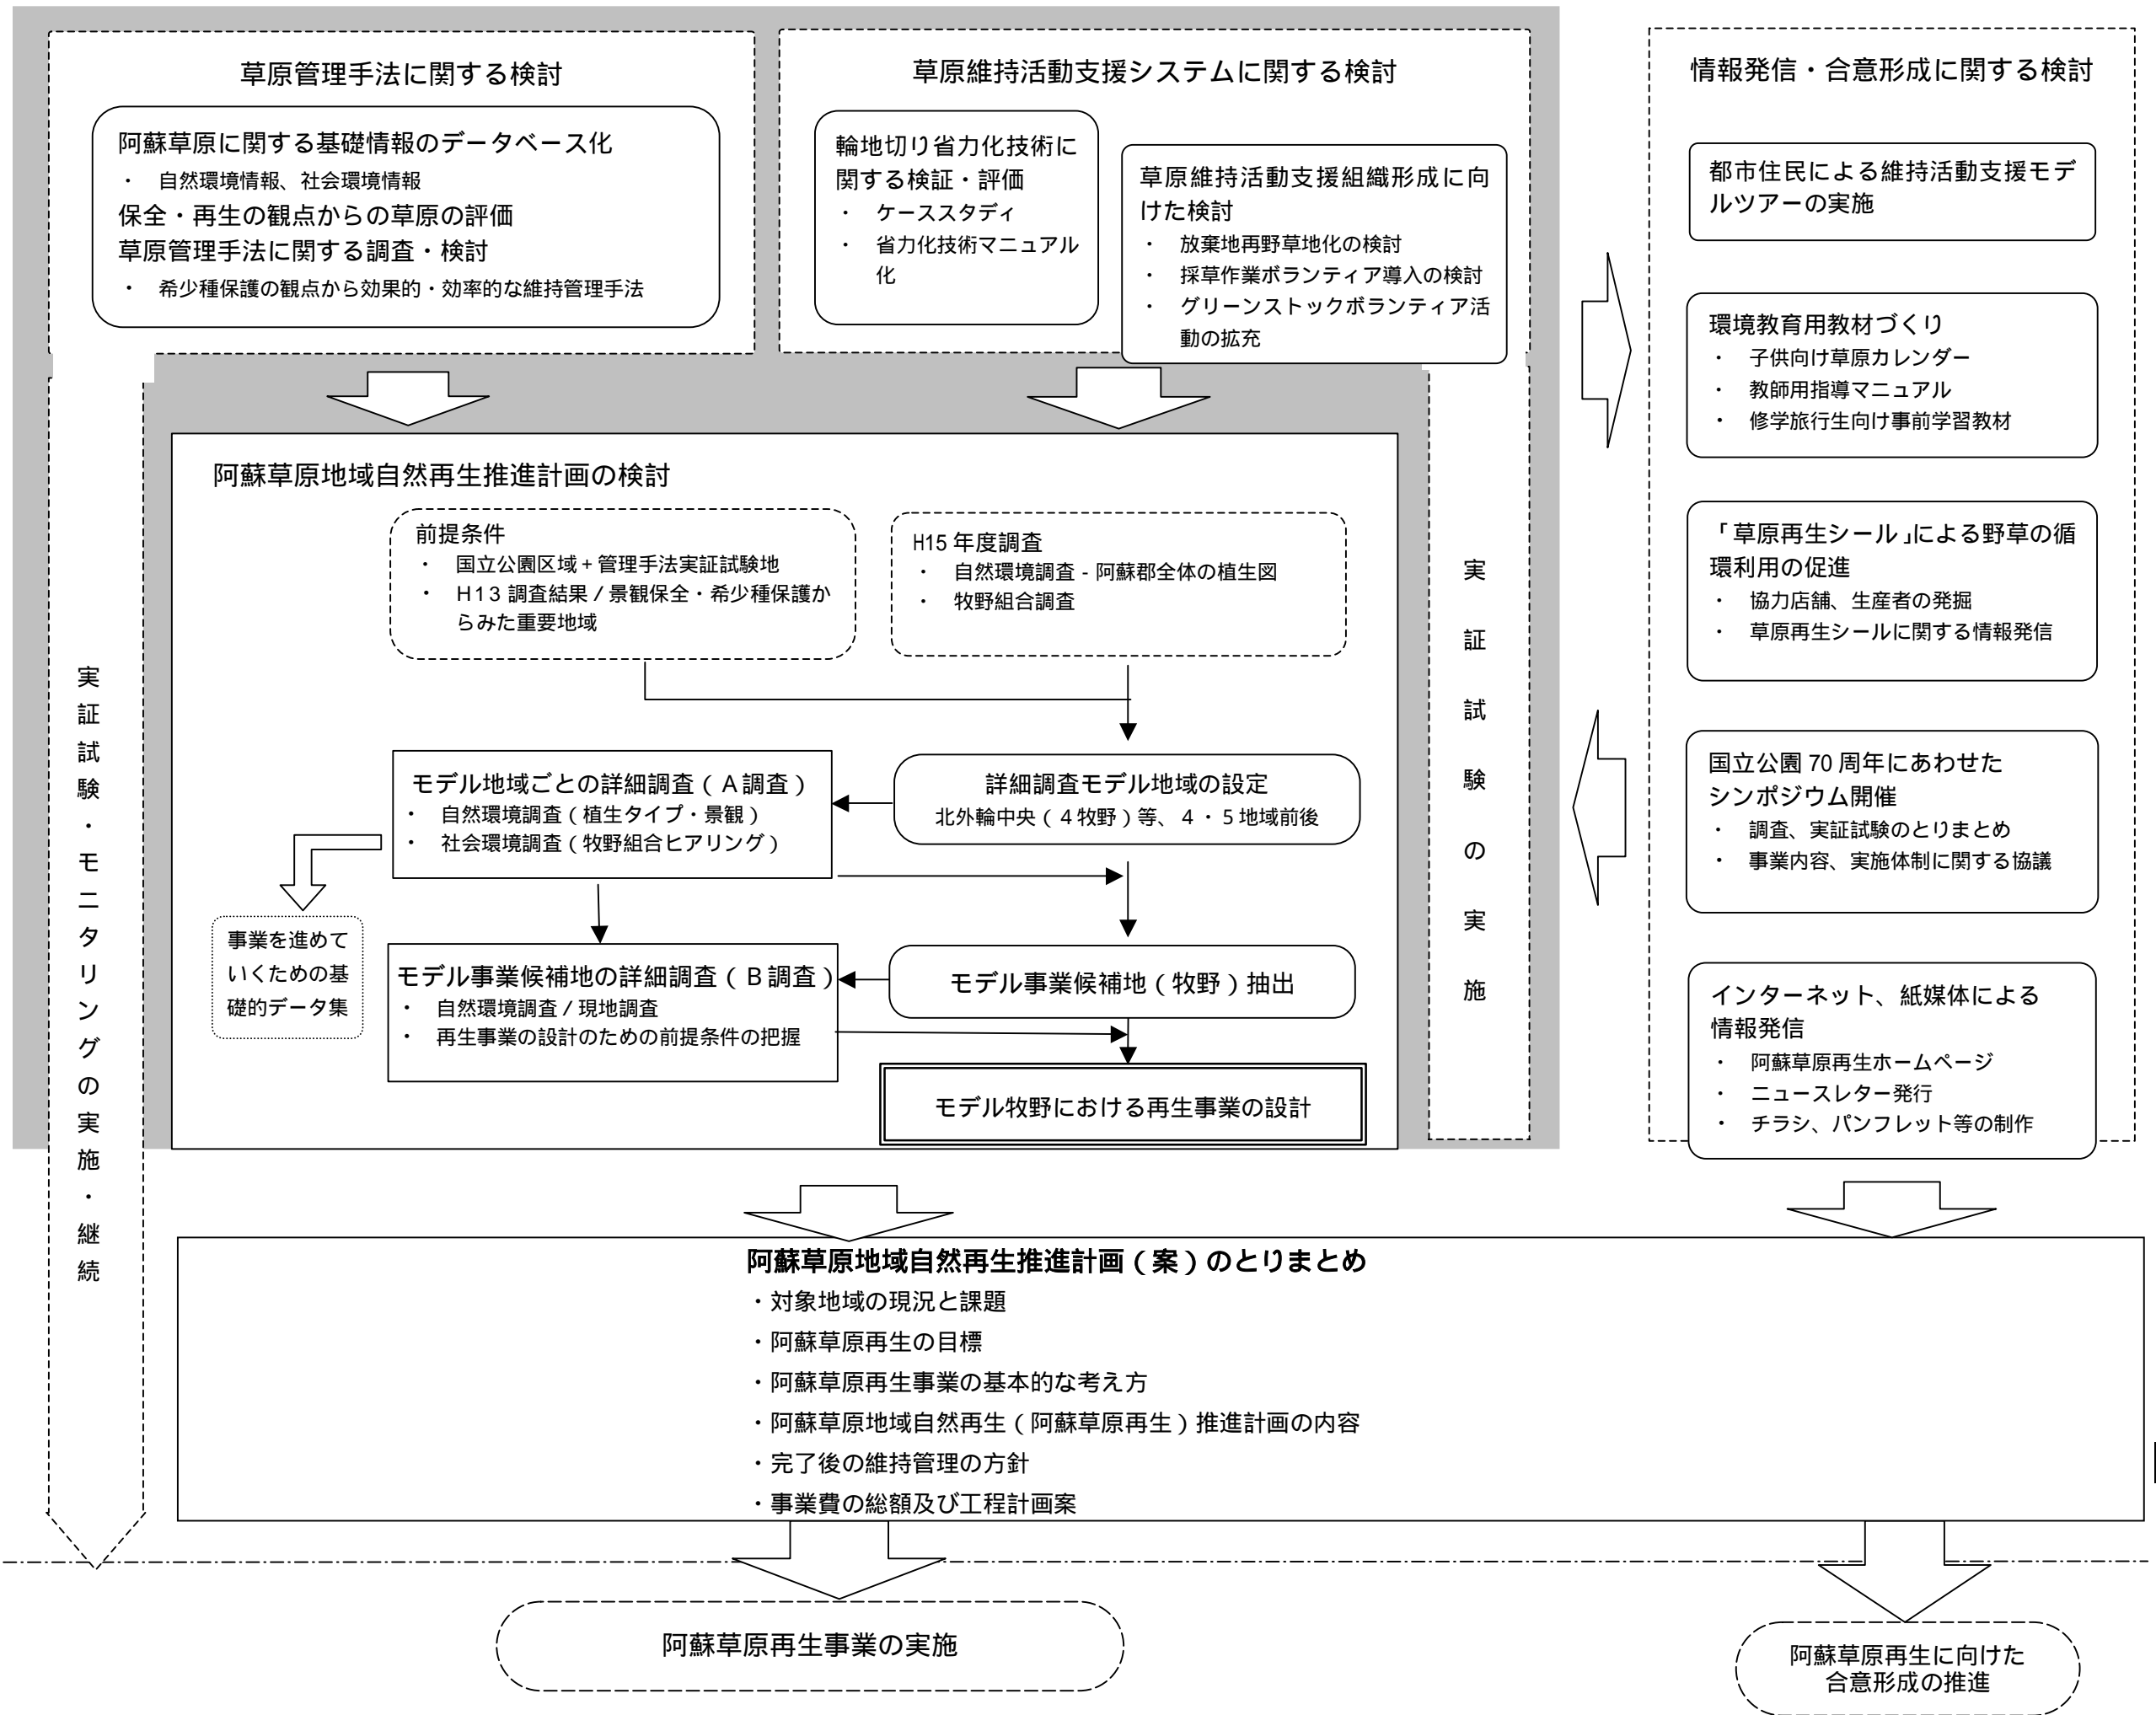 草原管理手法に関する検討
阿蘇草原に関する基礎情報のデータベース化
・ 自然環境情報、社会環境情報
保全・再生の観点からの草原の評価
草原管理手法に関する調査・検討
・ 希少種保護の観点から効果的・効率的な維持管理手法
草原維持活動支援システムに関する検討
輪地切り省力化技術に
関する検証・評価
・ ケーススタディ
・ 省力化技術マニュアル
化
草原維持活動支援組織形成に向
けた検討
・ 放棄地再野草地化の検討
・ 採草作業ボランティア導入の検討
・ グリーンストックボランティア活
動の拡充
情報発信・合意形成に関する検討
都市住民による維持活動支援モデ
ルツアーの実施
環境教育用教材づくり
・ 子供向け草原カレンダー
・ 教師用指導マニュアル
・ 修学旅行生向け事前学習教材
「草原再生シール」による野草の循
環利用の促進
・ 協力店舗、生産者の発掘
・ 草原再生シールに関する情報発信
国立公園 70 周年にあわせた
シンポジウム開催
・ 調査、実証試験のとりまとめ
・ 事業内容、実施体制に関する協議
インターネット、紙媒体による
情報発信
・ 阿蘇草原再生ホームページ
・ ニュースレター発行
・ チラシ、パンフレット等の制作
阿蘇草原地域自然再生推進計画の検討
前提条件
・ 国立公園区域+管理手法実証試験地
・ H13 調査結果/景観保全・希少種保護か
らみた重要地域
H15 年度調査
・ 自然環境調査 - 阿蘇郡全体の植生図
・ 牧野組合調査
モデル地域ごとの詳細調査(A調査)
・ 自然環境調査(植生タイプ・景観)
・ 社会環境調査(牧野組合ヒアリング)
詳細調査モデル地域の設定
北外輪中央(4牧野)等、4・5地域前後
事業を進めて
いくための基
礎的データ集
モデル事業候補地の詳細調査(B調査)
・ 自然環境調査/現地調査
・ 再生事業の設計のための前提条件の把握
モデル事業候補地(牧野)抽出
モデル牧野における再生事業の設計
実証試験・モニタリングの実施・継続
実証試験の実施
阿蘇草原地域自然再生推進計画(案)のとりまとめ
・対象地域の現況と課題
・阿蘇草原再生の目標
・阿蘇草原再生事業の基本的な考え方
・阿蘇草原地域自然再生(阿蘇草原再生)推進計画の内容
・完了後の維持管理の方針
・事業費の総額及び工程計画案
阿蘇草原再生事業の実施
阿蘇草原再生に向けた
合意形成の推進